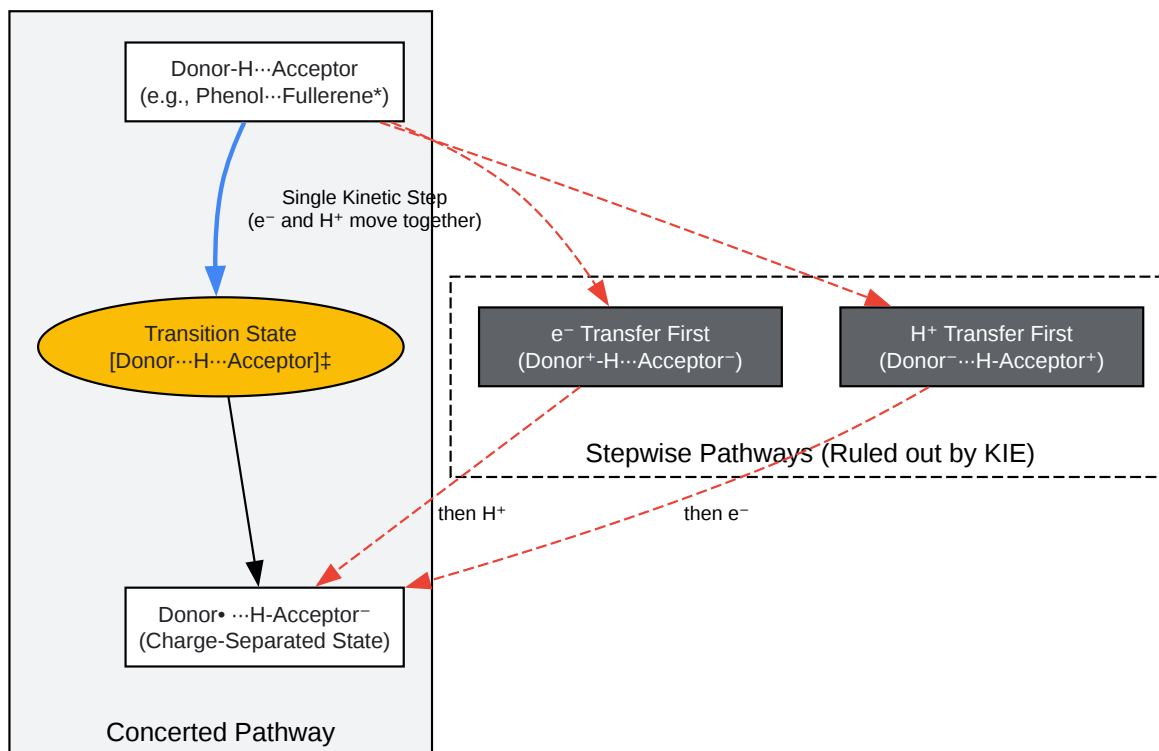 Donor-H···Acceptor
(e.g., Phenol···Fullerene*)
Single Kinetic Step
(e⁻ and H⁺ move together)
Transition State
[Donor···H···Acceptor]‡
e⁻ Transfer First
(Donor⁺-H···Acceptor⁻)
H⁺ Transfer First
(Donor⁻···H-Acceptor⁺)
Stepwise Pathways (Ruled out by KIE)
then H⁺
then e⁻
Donor• ···H-Acceptor⁻
(Charge-Separated State)
Concerted Pathway